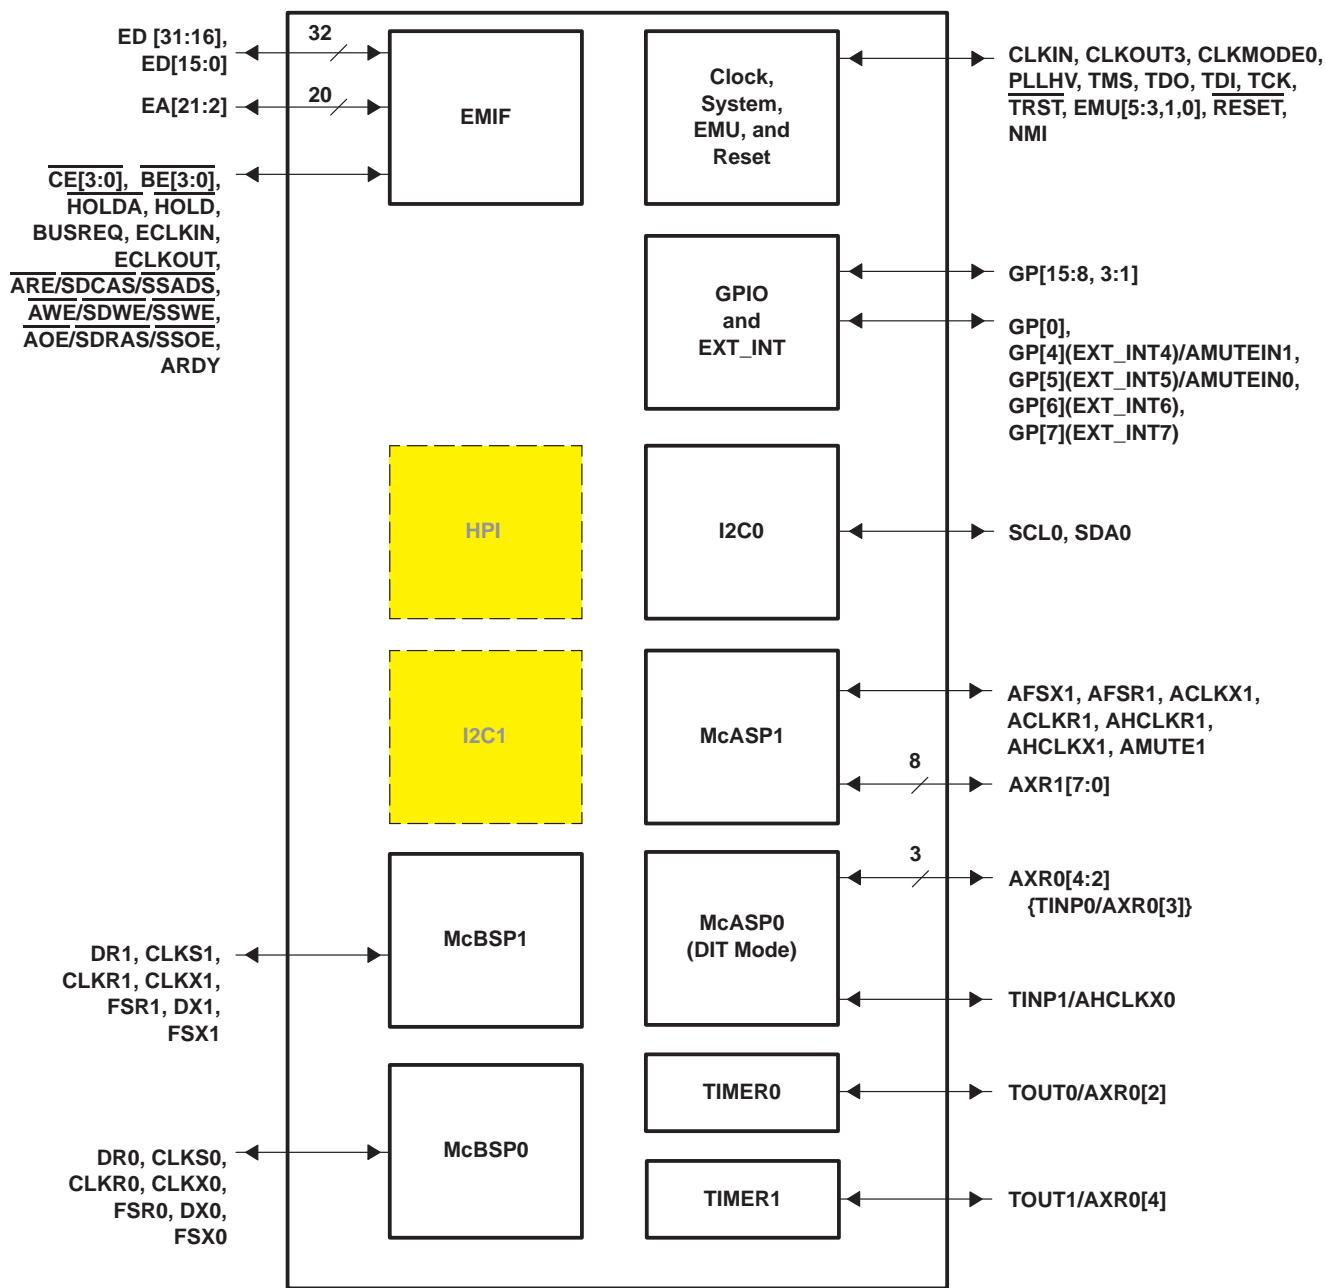 ED [31:16],
ED[15:0]
32
EA[21:2]
20
CE[3:0], BE[3:0],
HOLDA, HOLD,
BUSREQ, ECLKIN,
ECLKOUT,
ARE/SDCAS/SSADS,
AWE/SDWE/SSWE,
AOE/SDRAS/SSOE,
ARDY
EMIF
Clock,
System,
EMU, and
Reset
CLKIN, CLKOUT3, CLKMODE0,
PLLHV, TMS, TDO, TDI, TCK,
TRST, EMU[5:3,1,0], RESET,
NMI
GPIO
and
EXT_INT
GP[15:8, 3:1]
GP[0],
GP[4](EXT_INT4)/AMUTEIN1,
GP[5](EXT_INT5)/AMUTEIN0,
GP[6](EXT_INT6),
GP[7](EXT_INT7)
HPI
I2C0
SCL0, SDA0
I2C1
McASP1
AFSX1, AFSR1, ACLKX1,
ACLKR1, AHCLKR1,
AHCLKX1, AMUTE1
8
AXR1[7:0]
DR1, CLKS1,
CLKR1, CLKX1,
FSR1, DX1,
FSX1
McBSP1
McASP0
(DIT Mode)
3
AXR0[4:2]
{TINP0/AXR0[3]}
TINP1/AHCLKX0
DR0, CLKS0,
CLKR0, CLKX0,
FSR0, DX0,
FSX0
McBSP0
TIMER0
TOUT0/AXR0[2]
TIMER1
TOUT1/AXR0[4]